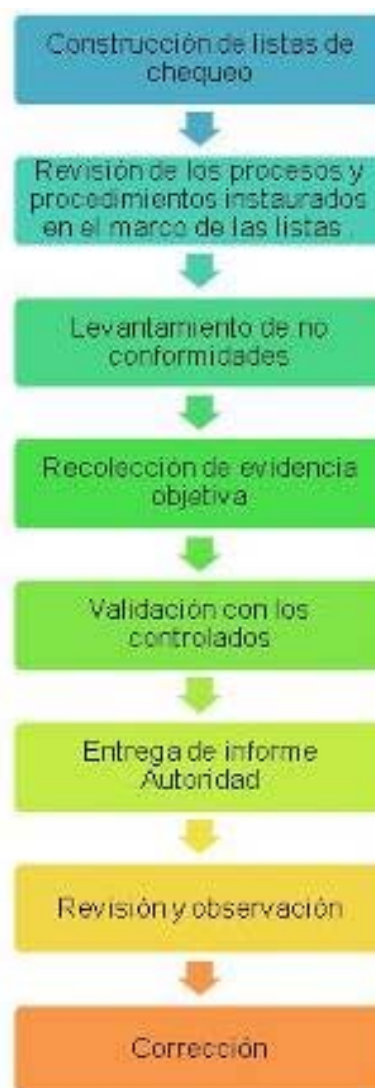 Construcción de listas de
chequeo
Revisión de los procesos y
procedimientos instaurados
en el marco de las listas .
Levantamiento de no
conformidades
Recolección de evidencia
objetiva
Validación con los
controlados
Entrega de informe
Autoridad
Revisión y observación
Corrección